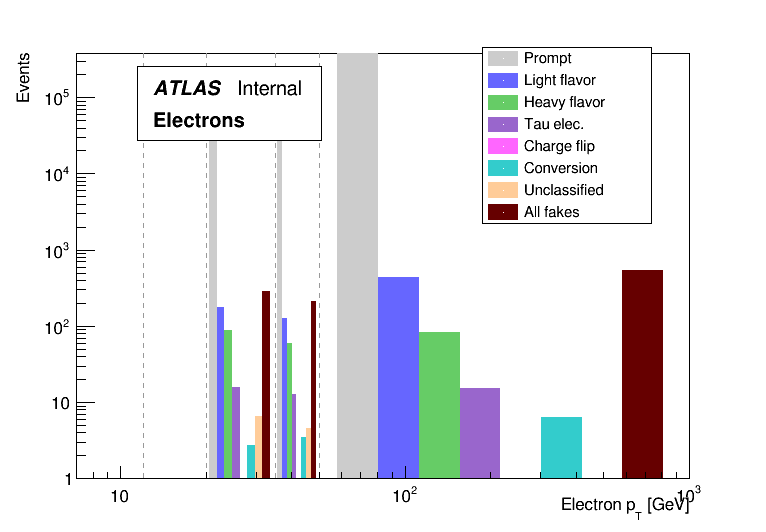 Events
10^5
10^4
10^3
10^2
10
1
ATLAS Internal
Electrons
Prompt
Light flavor
Heavy flavor
Tau elec.
Charge flip
Conversion
Unclassified
All fakes
10
10^2
10^3
Electron p_T [GeV]